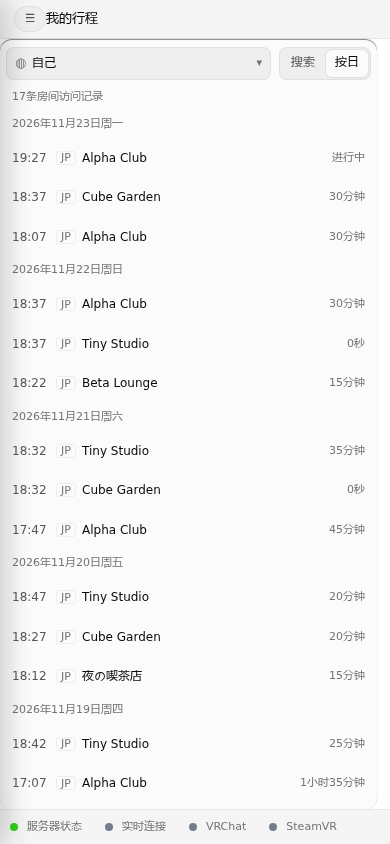 ☰ 我的行程
自己 ▾ 搜索 按日
17条房间访问记录
2026年11月23日周一
19:27 JP Alpha Club 进行中
18:37 JP Cube Garden 30分钟
18:07 JP Alpha Club 30分钟
2026年11月22日周日
18:37 JP Alpha Club 30分钟
18:37 JP Tiny Studio 0秒
18:22 JP Beta Lounge 15分钟
2026年11月21日周六
18:32 JP Tiny Studio 35分钟
18:32 JP Cube Garden 0秒
17:47 JP Alpha Club 45分钟
2026年11月20日周五
18:47 JP Tiny Studio 20分钟
18:27 JP Cube Garden 20分钟
18:12 JP 夜の喫茶店 15分钟
2026年11月19日周四
18:42 JP Tiny Studio 25分钟
17:07 JP Alpha Club 1小时35分钟
服务器状态 实时连接 VRChat SteamVR